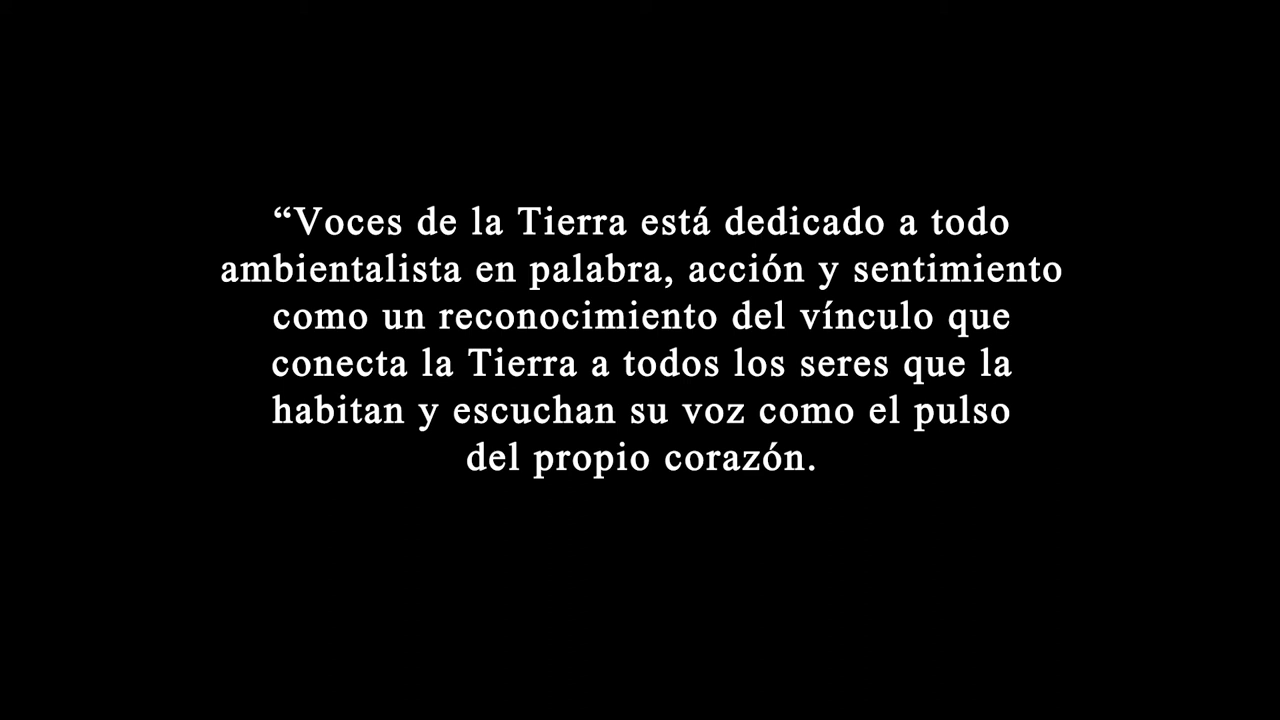 “Voces de la Tierra está dedicado a todo
ambientalista en palabra, acción y sentimiento
como un reconocimiento del vínculo que
conecta la Tierra a todos los seres que la
habitan y escuchan su voz como el pulso
del propio corazón.